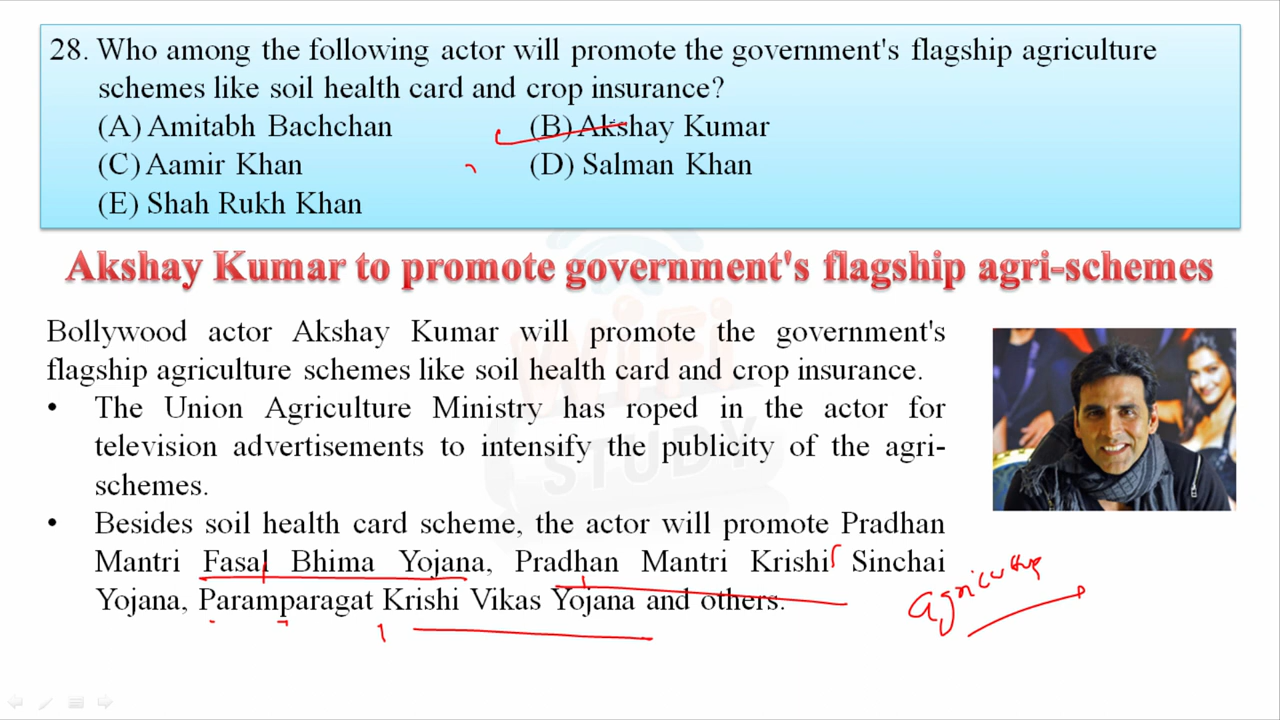 28. Who among the following actor will promote the government's flagship agriculture
schemes like soil health card and crop insurance?
(A) Amitabh Bachchan (B) Akshay Kumar
(C) Aamir Khan (D) Salman Khan
(E) Shah Rukh Khan
Akshay Kumar to promote government's flagship agri-schemes
Bollywood actor Akshay Kumar will promote the government's
flagship agriculture schemes like soil health card and crop insurance.
• The Union Agriculture Ministry has roped in the actor for
television advertisements to intensify the publicity of the agri-
schemes.
• Besides soil health card scheme, the actor will promote Pradhan
Mantri Fasal Bhima Yojana, Pradhan Mantri Krishi Sinchai
Yojana, Paramparagat Krishi Vikas Yojana and others.
agriculture
WiFi
STUDY